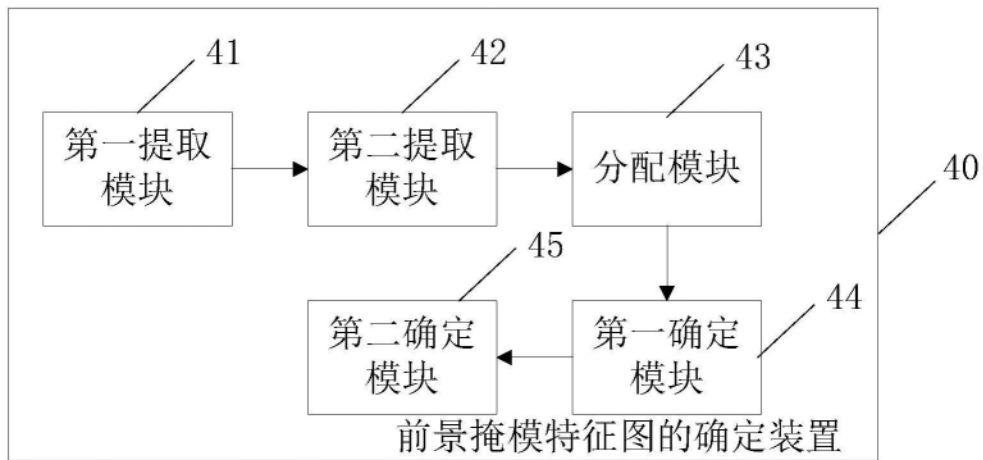 41
42
43
第一提取
模块
第二提取
模块
分配模块
40
45
44
第二确定
模块
第一确定
模块
前景掩模特征图的确定装置